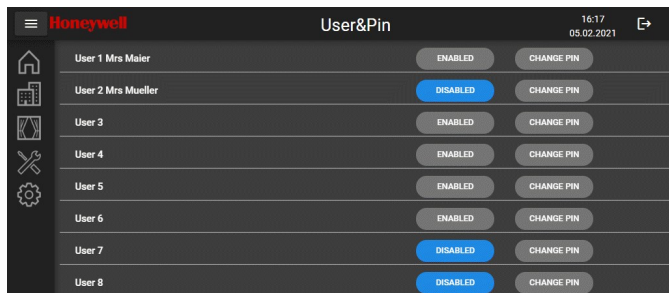 Honeywell User&Pin 16:17
05.02.2021
User 1 Mrs Maier ENABLED CHANGE PIN
User 2 Mrs Mueller DISABLED CHANGE PIN
User 3 ENABLED CHANGE PIN
User 4 ENABLED CHANGE PIN
User 5 ENABLED CHANGE PIN
User 6 ENABLED CHANGE PIN
User 7 DISABLED CHANGE PIN
User 8 DISABLED CHANGE PIN